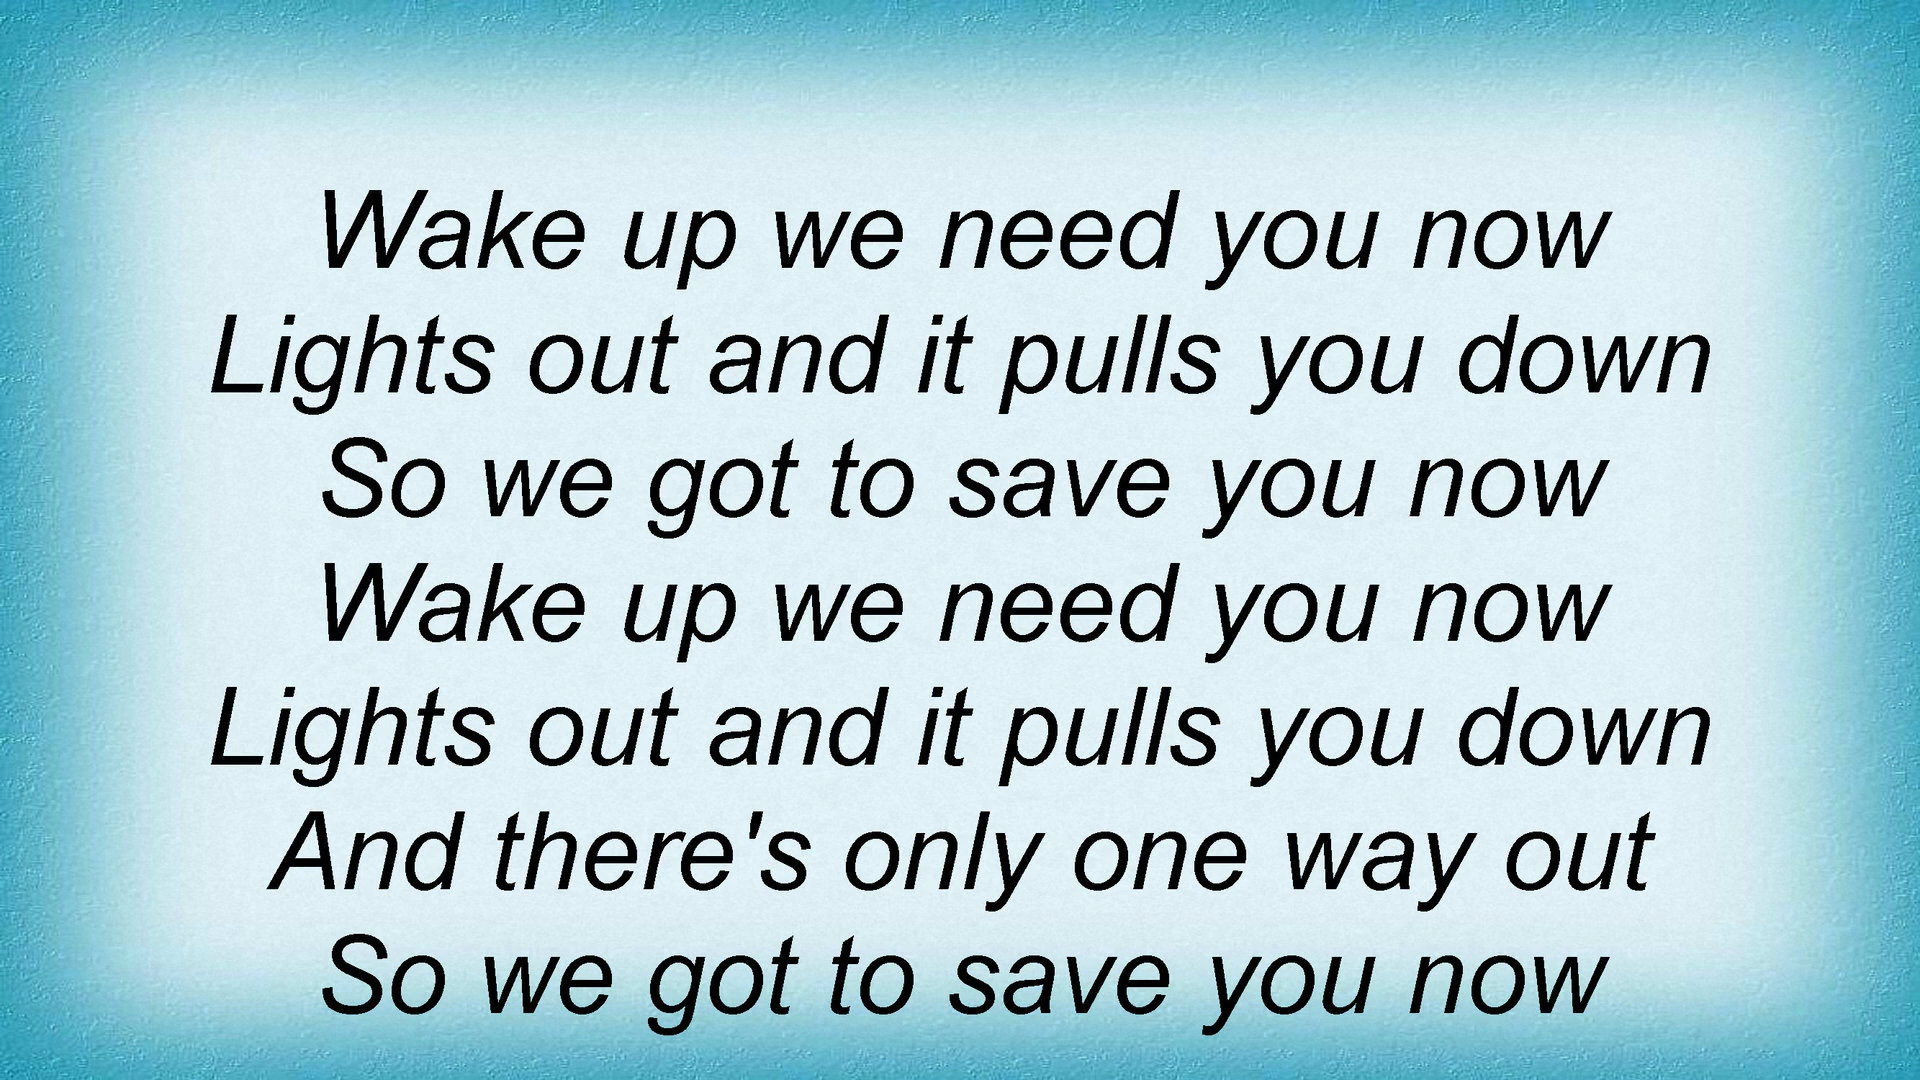 Wake up we need you now
Lights out and it pulls you down
So we got to save you now
Wake up we need you now
Lights out and it pulls you down
And there's only one way out
So we got to save you now